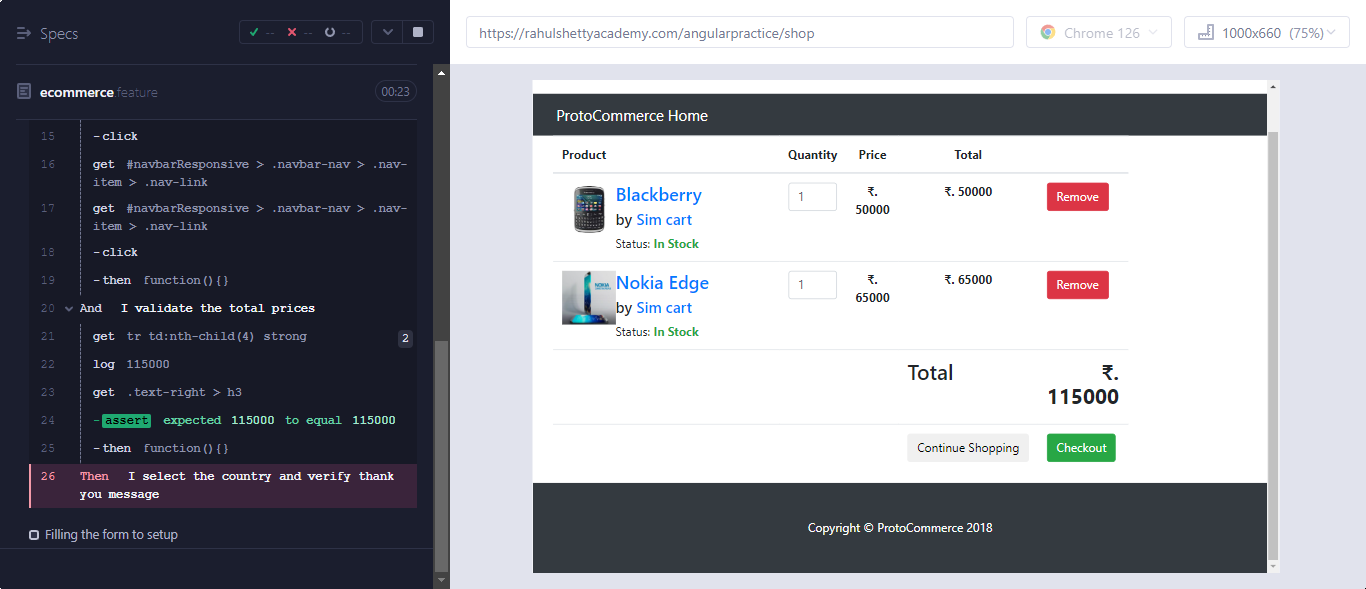 Specs
-- -- --
ecommerce.feature
00:23
15 -click
16 get #navbarResponsive > .navbar-nav > .nav-
item > .nav-link
17 get #navbarResponsive > .navbar-nav > .nav-
item > .nav-link
18 -click
19 -then function(){}
20 And I validate the total prices
21 get tr td:nth-child(4) strong 2
22 log 115000
23 get .text-right > h3
24 -assert expected 115000 to equal 115000
25 -then function(){}
26 Then I select the country and verify thank
you message
Filling the form to setup
https://rahulshettyacademy.com/angularpractice/shop
Chrome 126
1000x660 (75%)
ProtoCommerce Home
Product Quantity Price Total
Blackberry 1 ₹. ₹. 50000 Remove
50000
by Sim cart
Status: In Stock
Nokia Edge 1 ₹. ₹. 65000 Remove
65000
by Sim cart
Status: In Stock
NOKIA
Total ₹.
115000
Continue Shopping Checkout
Copyright © ProtoCommerce 2018